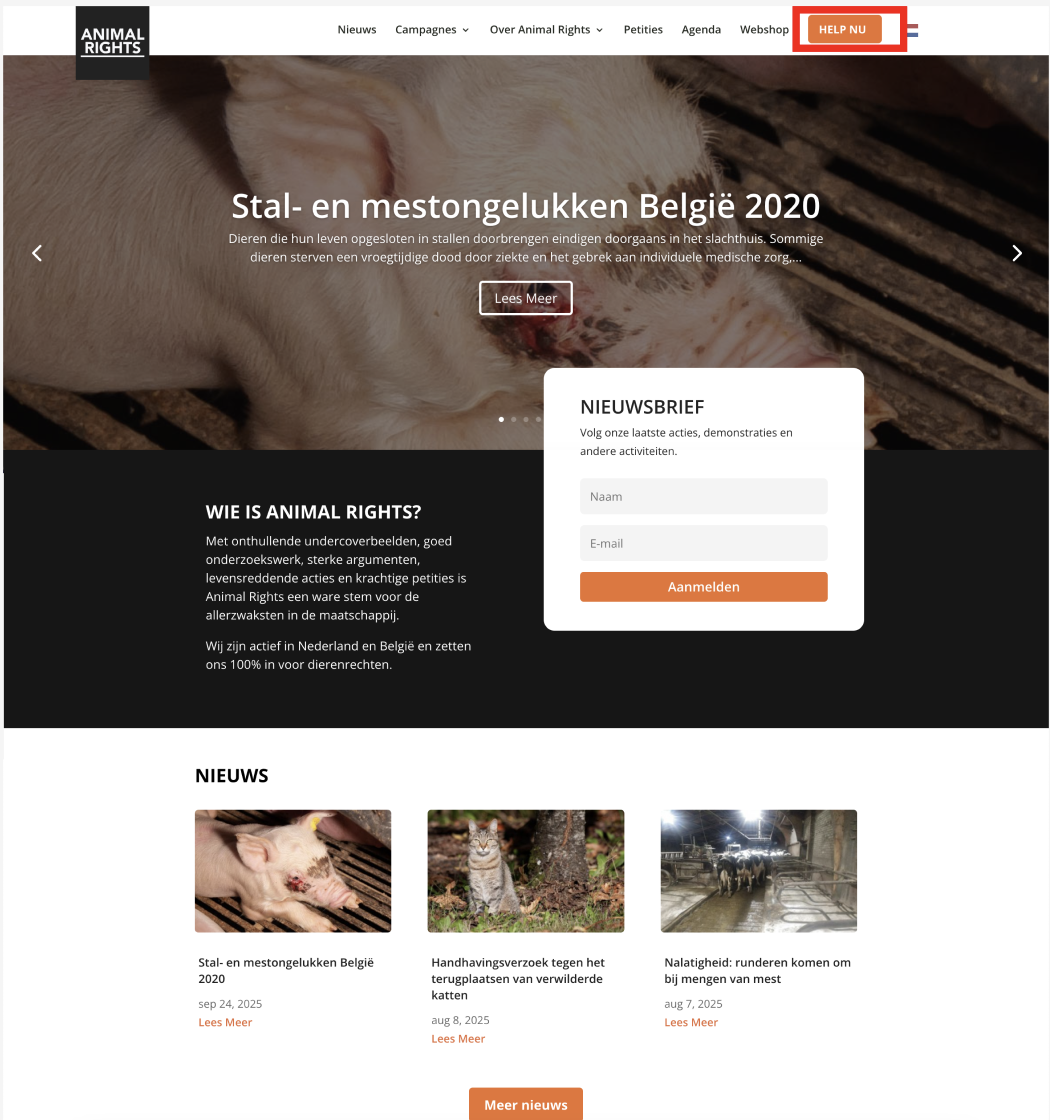 ANIMAL
RIGHTS
Nieuws Campagnes Over Animal Rights Petities Agenda Webshop HELP NU
Stal- en mestongelukken België 2020
Dieren die hun leven opgesloten in stallen doorbrengen eindigen doorgaans in het slachthuis. Sommige
dieren sterven een vroegtijdige dood door ziekte en het gebrek aan individuele medische zorg,...
Lees Meer
NIEUWSBRIEF
Volg onze laatste acties, demonstraties en
andere activiteiten.
Naam
E-mail
Aanmelden
WIE IS ANIMAL RIGHTS?
Met onthullende undercoverbeelden, goed
onderzoekswerk, sterke argumenten,
levensreddende acties en krachtige petities is
Animal Rights een ware stem voor de
allerzwaksten in de maatschappij.
Wij zijn actief in Nederland en België en zetten
ons 100% in voor dierenrechten.
NIEUWS
Stal- en mestongelukken België
2020
sep 24, 2025
Lees Meer
Handhavingsverzoek tegen het
terugplaatsen van verwilderde
katten
aug 8, 2025
Lees Meer
Nalatigheid: runderen komen om
bij mengen van mest
aug 7, 2025
Lees Meer
Meer nieuws